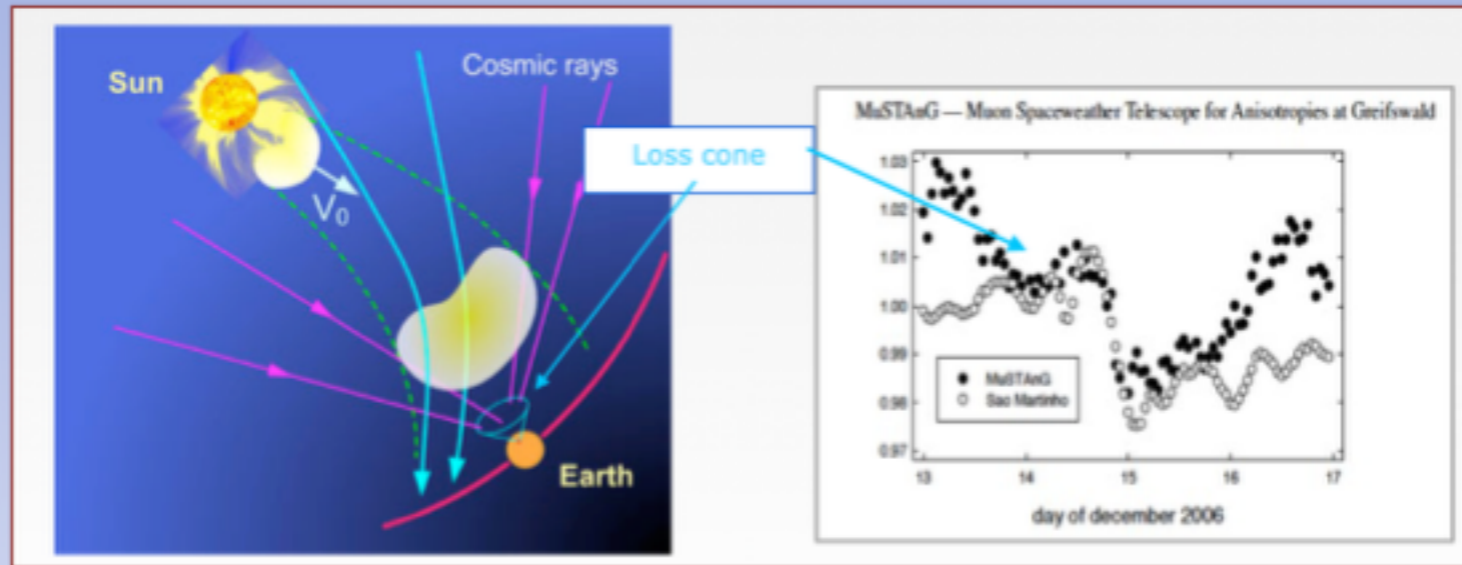 Sun
Cosmic rays
V0
Earth
Loss cone
MuSTAnG — Muon Spaceweather Telescope for Anisotropies at Greifswald
1.03
1.02
1.01
1.00
0.99
0.98
0.97
MuSTAnG
Sao Martinho
13 14 15 16 17
day of december 2006